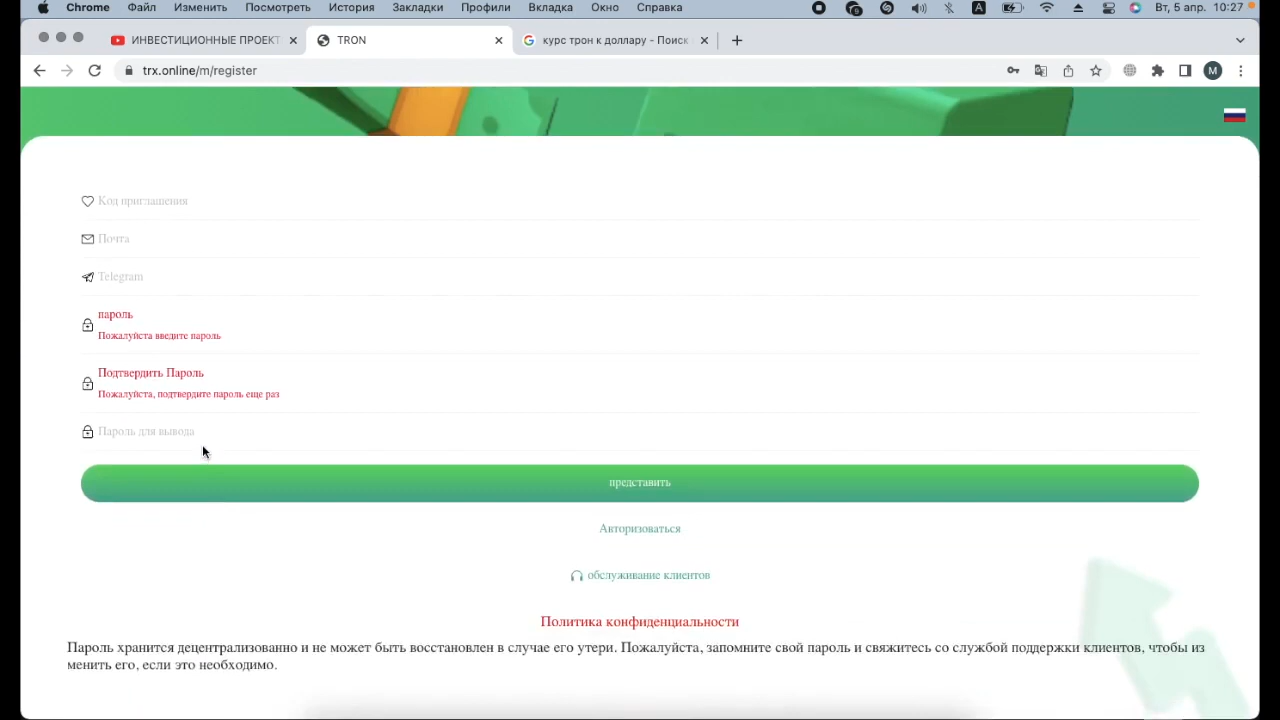 Chrome Файл Изменить Посмотреть История Закладки Профили Вкладка Окно Справка A Вт, 5 апр. 10:27
ИНВЕСТИЦИОННЫЕ ПРОЕКТ TRON курс трон к доллару - Поиск
trx.online/m/register M
Код приглашения
Почта
Telegram
пароль
Пожалуйста введите пароль
Подтвердить Пароль
Пожалуйста, подтвердите пароль еще раз
Пароль для вывода
представить
Авторизоваться
обслуживание клиентов
Политика конфиденциальности
Пароль хранится децентрализованно и не может быть восстановлен в случае его утери. Пожалуйста, запомните свой пароль и свяжитесь со службой поддержки клиентов, чтобы из
менить его, если это необходимо.